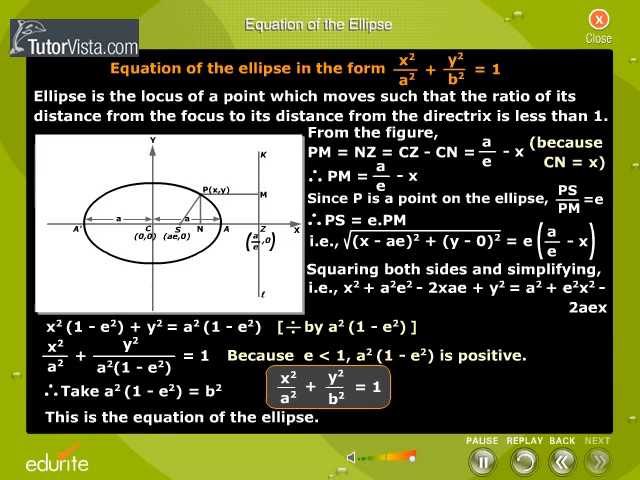 Equation of the Ellipse
TutorVista.com
Close
Equation of the ellipse in the form x²/a² + y²/b² = 1
Ellipse is the locus of a point which moves such that the ratio of its
distance from the focus to its distance from the directrix is less than 1.
From the figure,
PM = NZ = CZ - CN = a/e - x (because CN = x)
∴ PM = a/e - x
Since P is a point on the ellipse, PS/PM = e
∴ PS = e.PM
i.e., √(x - ae)² + (y - 0)² = e (a/e - x)
Squaring both sides and simplifying,
i.e., x² + a²e² - 2xae + y² = a² + e²x² -
2aex
Y
K
P(x,y)
M
a
a
A'
C
S
N
A
Z
X
(0,0)
(ae,0)
(a/e,0)
ℓ
x² (1 - e²) + y² = a² (1 - e²) [ ÷ by a² (1 - e²) ]
x²/a² + y²/a²(1 - e²) = 1 Because e < 1, a² (1 - e²) is positive.
∴ Take a² (1 - e²) = b²
x²/a² + y²/b² = 1
This is the equation of the ellipse.
edurite
PAUSE REPLAY BACK NEXT